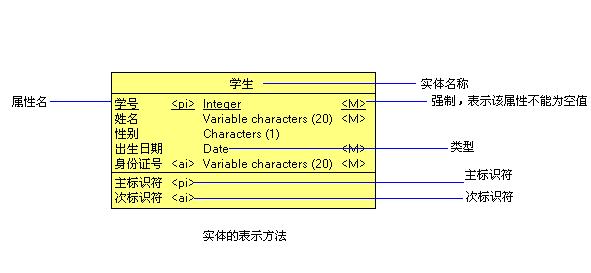 学生 实体名称
属性名 学号 <pi> Integer <M> 强制，表示该属性不能为空值
姓名 Variable characters (20) <M>
性别 Characters (1)
出生日期 Date <M> 类型
身份证号 <ai> Variable characters (20) <M>
主标识符 <pi> 主标识符
次标识符 <ai> 次标识符
实体的表示方法